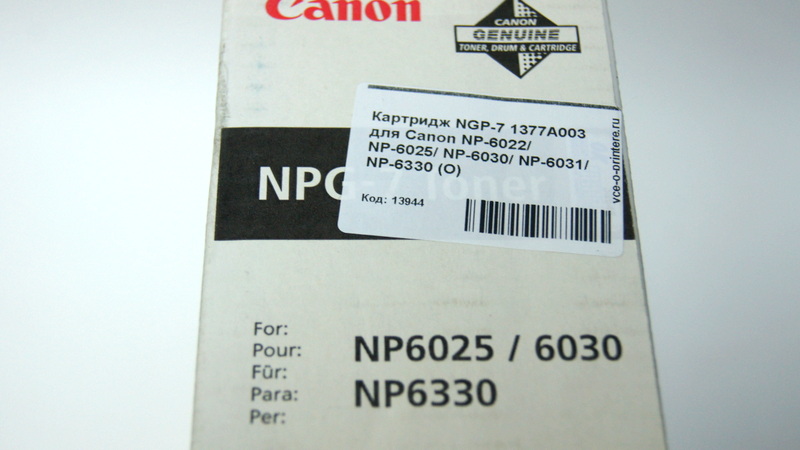 Canon
CANON
GENUINE
TONER, DRUM & CARTRIDGE
Картридж NGP-7 1377A003
для Canon NP-6022/
NP-6025/ NP-6030/ NP-6031/
NP-6330 (O)
Код: 13944
vce-o-printere.ru
NPG-7 Toner
For:
Pour:
Für:
Para:
Per:
NP6025 / 6030
NP6330